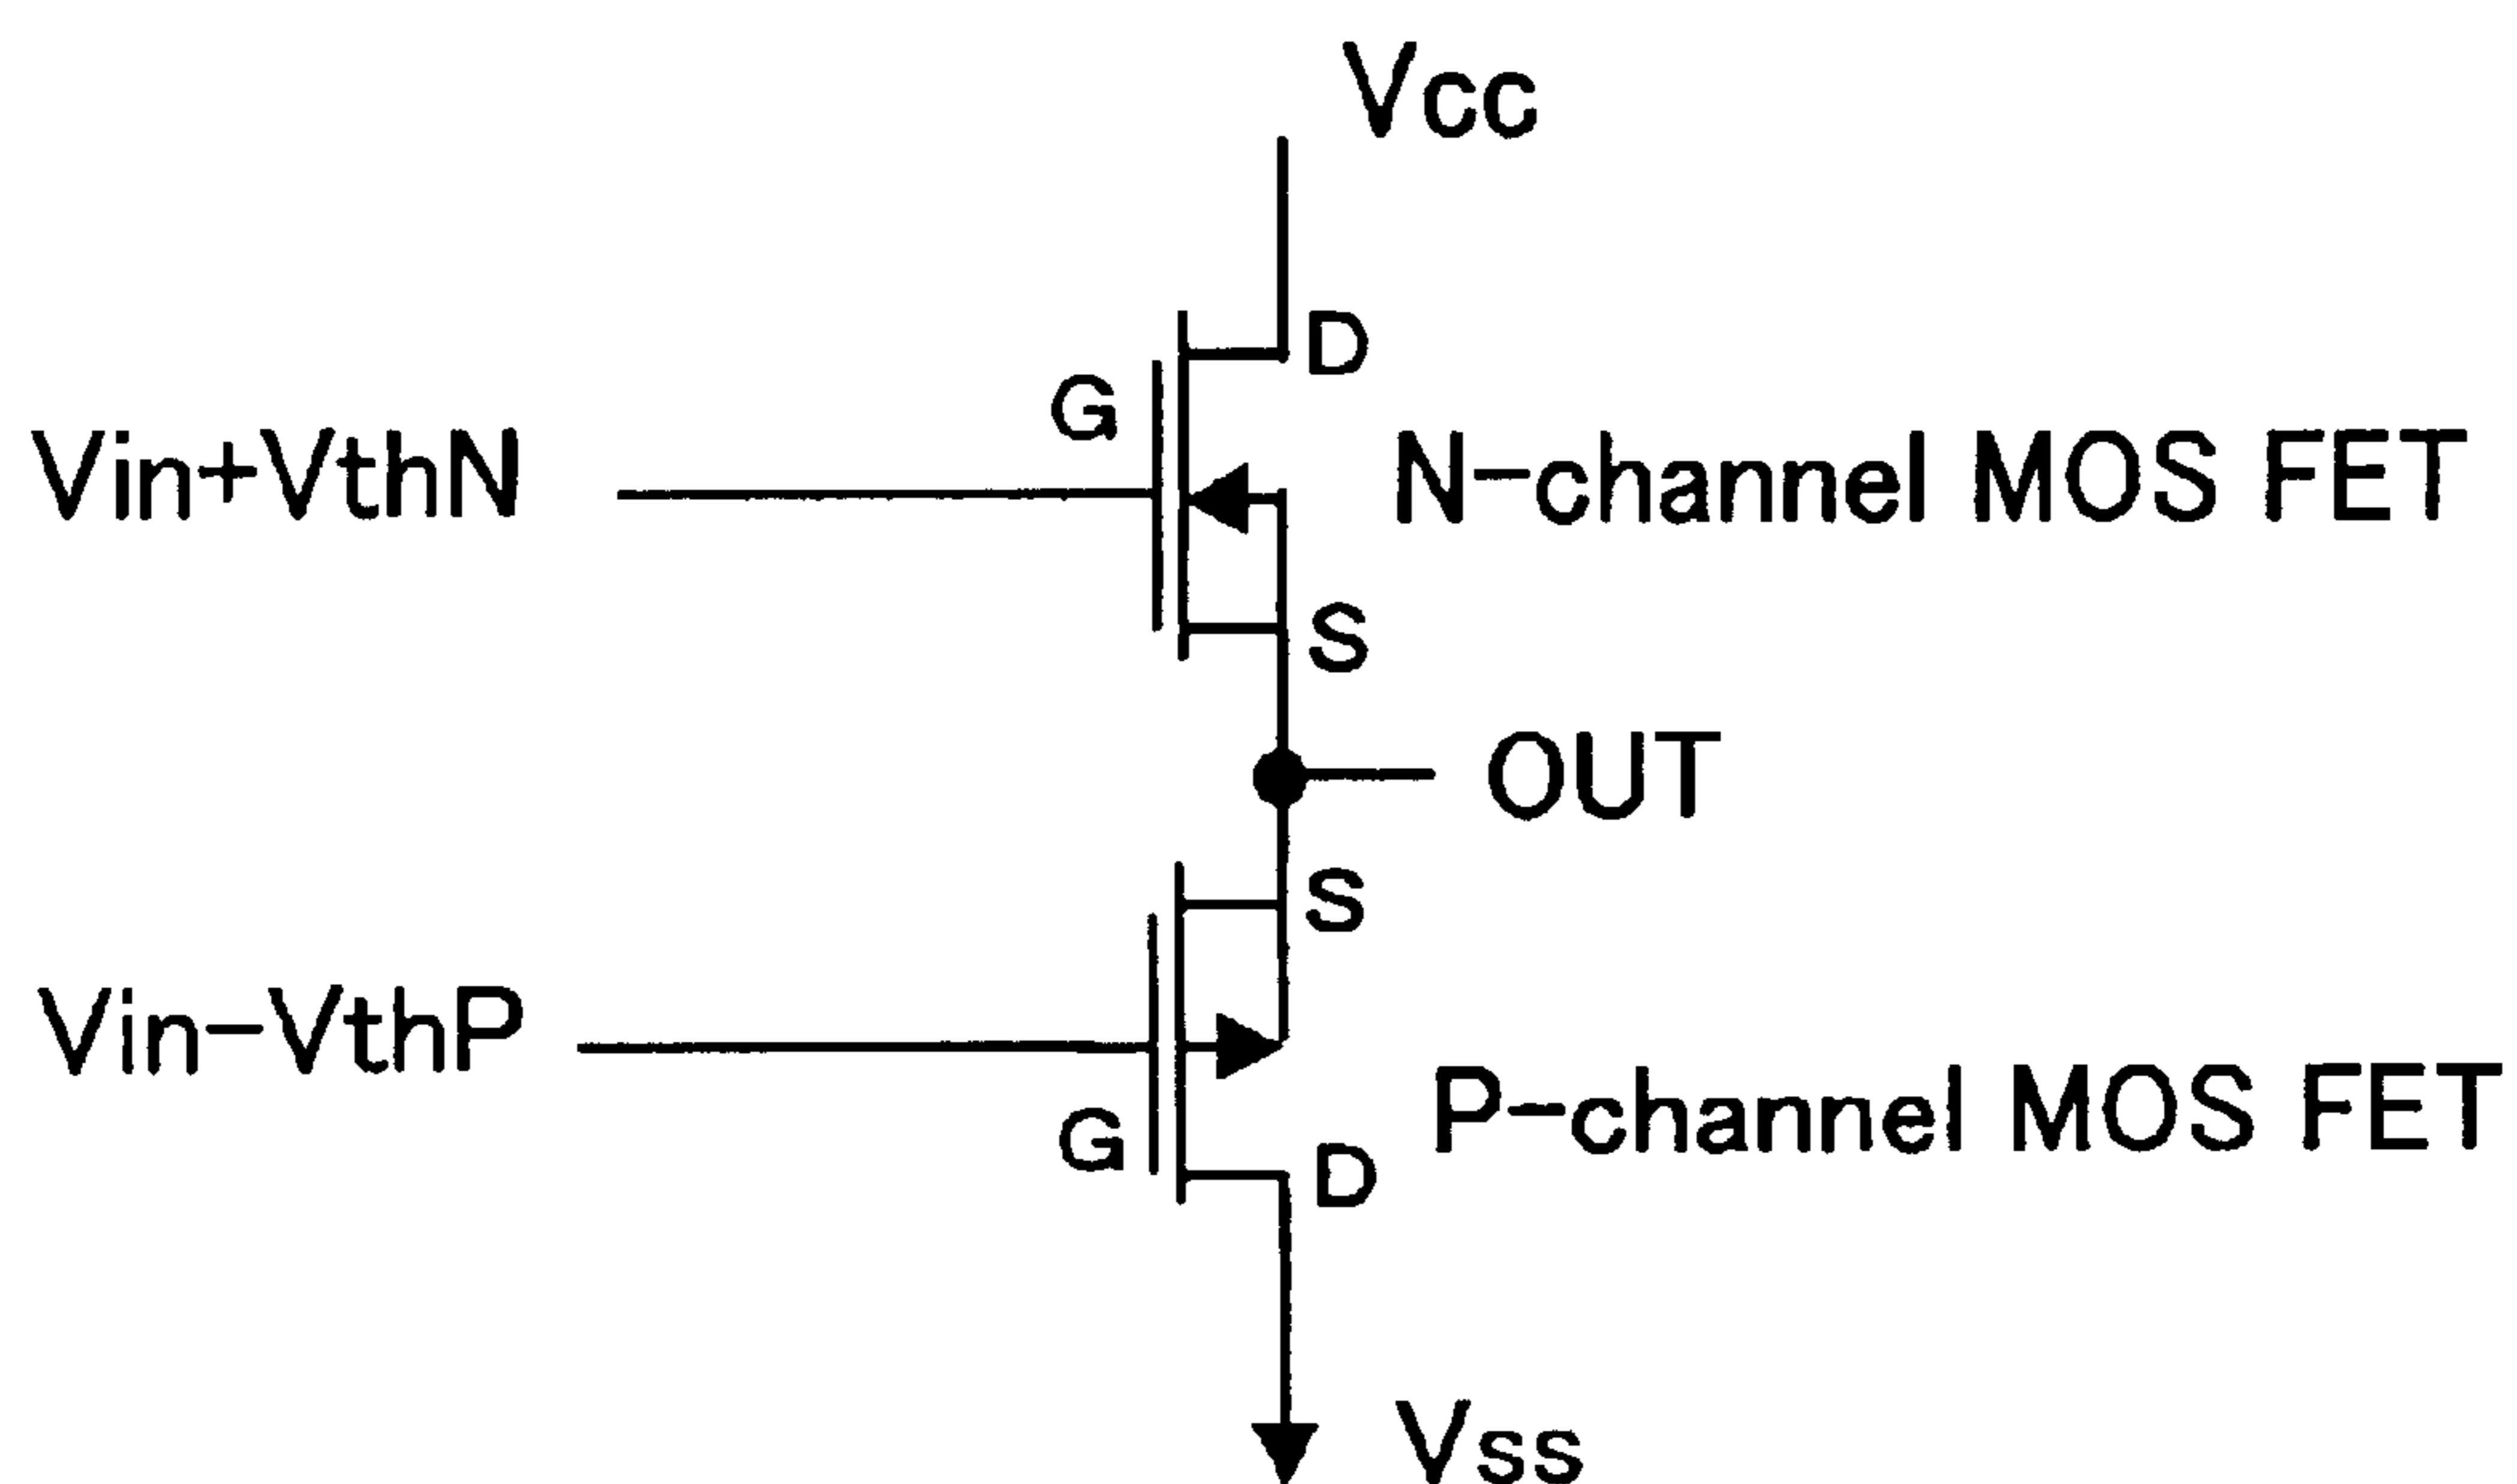 Vcc
D
G
Vin+VthN
N-channel MOS FET
S
OUT
S
Vin-VthP
P-channel MOS FET
G
D
Vss